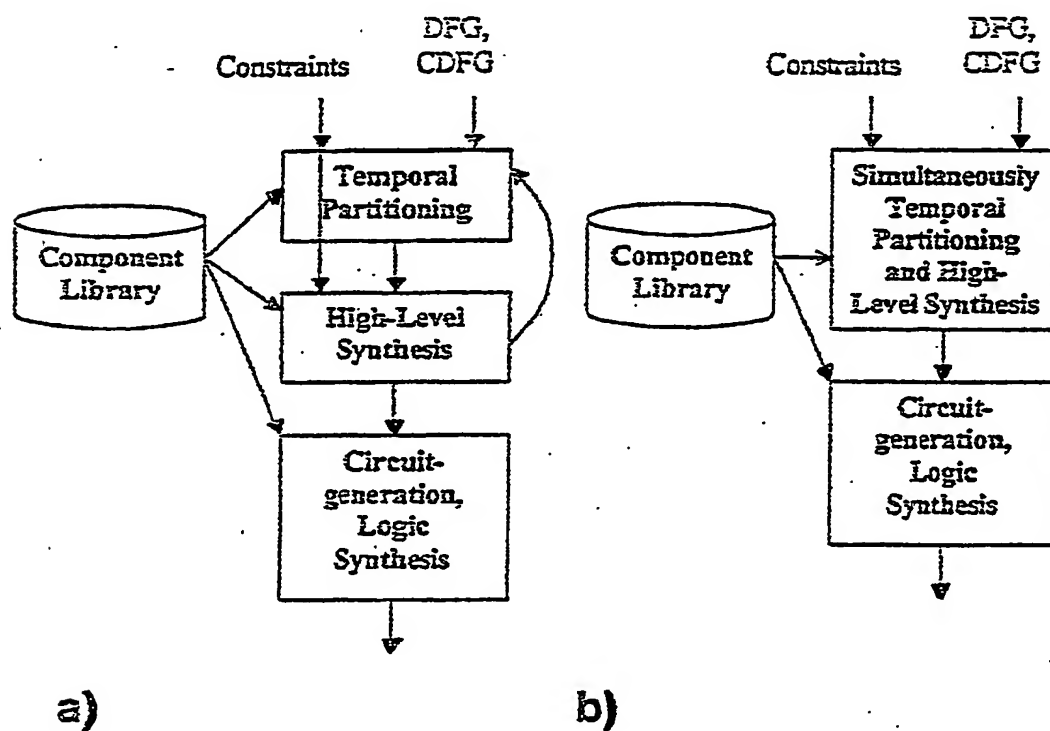 DFG,
CDFG
Constraints
Temporal
Partitioning
Component
Library
High-Level
Synthesis
Circuit-
generation,
Logic
Synthesis
a)
DFG,
CDFG
Constraints
Simultaneously
Temporal
Partitioning
and High-
Level Synthesis
Component
Library
Circuit-
generation,
Logic
Synthesis
b)